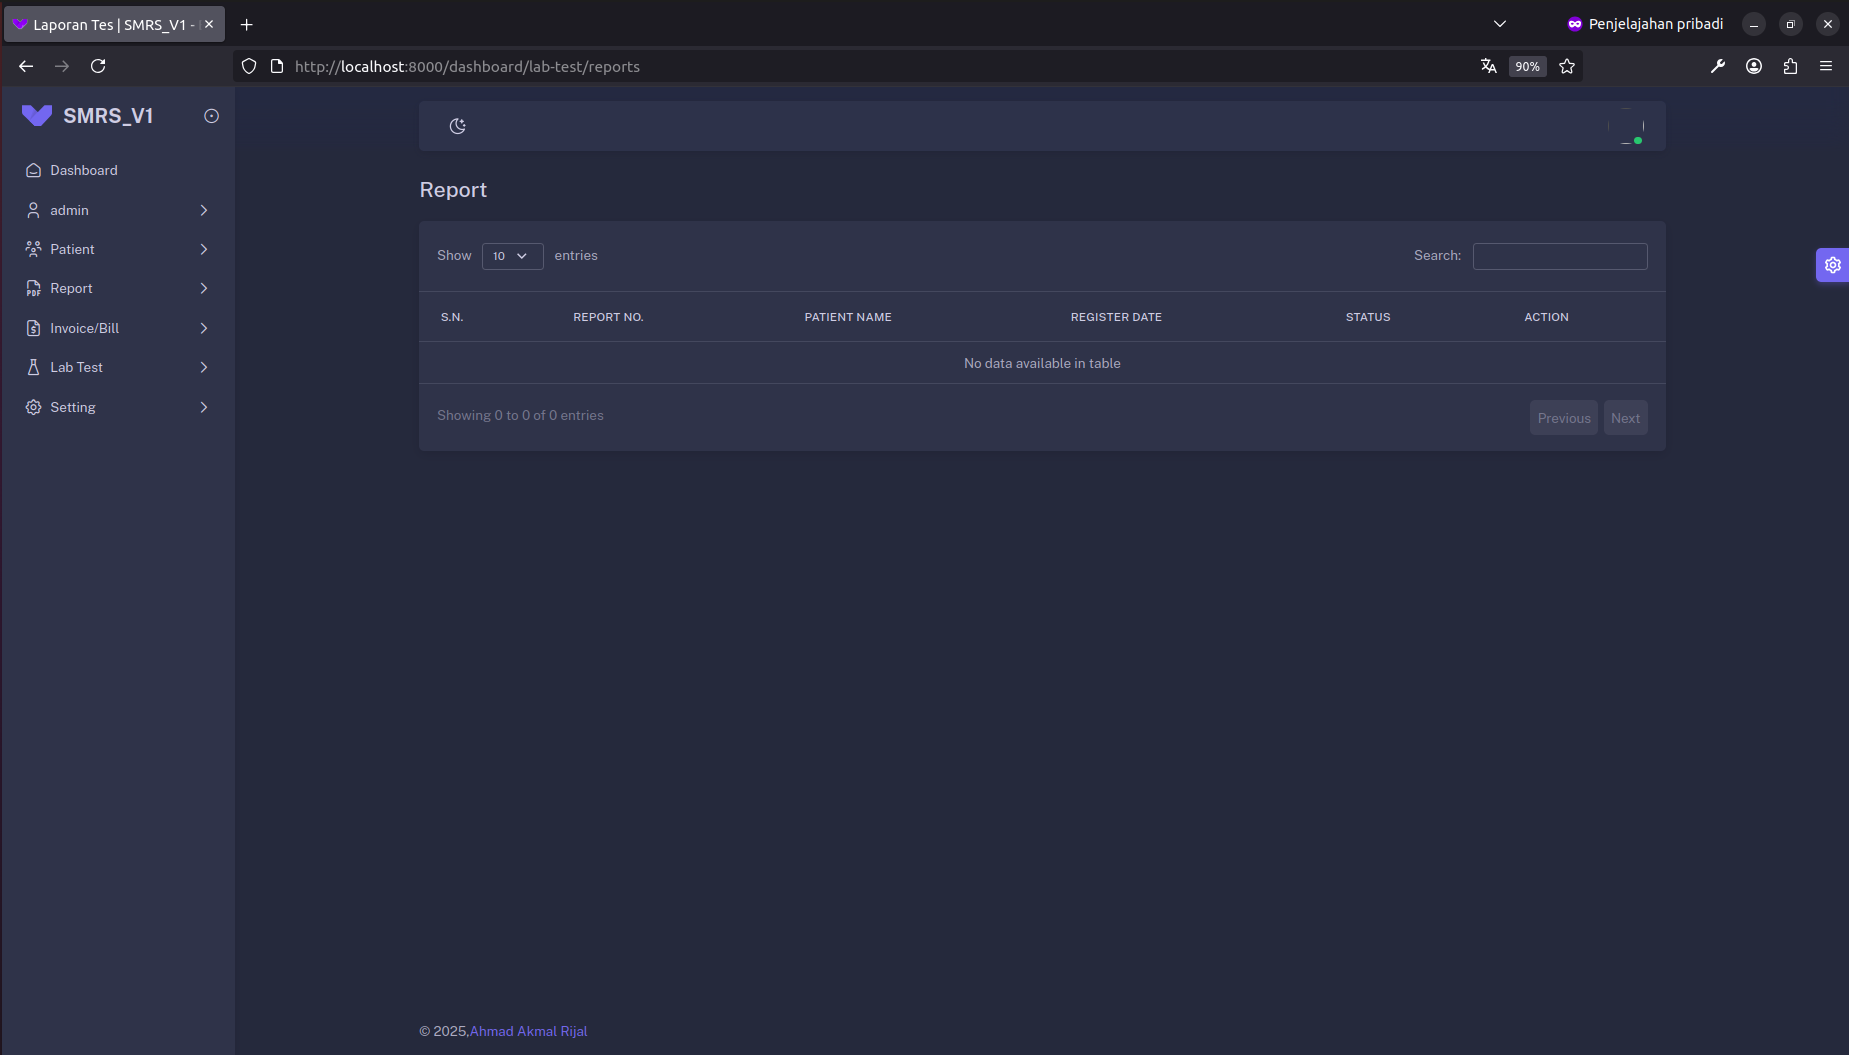 Laporan Tes | SMRS_V1 -
Penjelajahan pribadi
http://localhost:8000/dashboard/lab-test/reports
90%
SMRS_V1
Dashboard
admin
Patient
Report
Invoice/Bill
Lab Test
Setting
Report
Show 10 entries
Search:
S.N. REPORT NO. PATIENT NAME REGISTER DATE STATUS ACTION
No data available in table
Showing 0 to 0 of 0 entries
Previous Next
© 2025,Ahmad Akmal Rijal